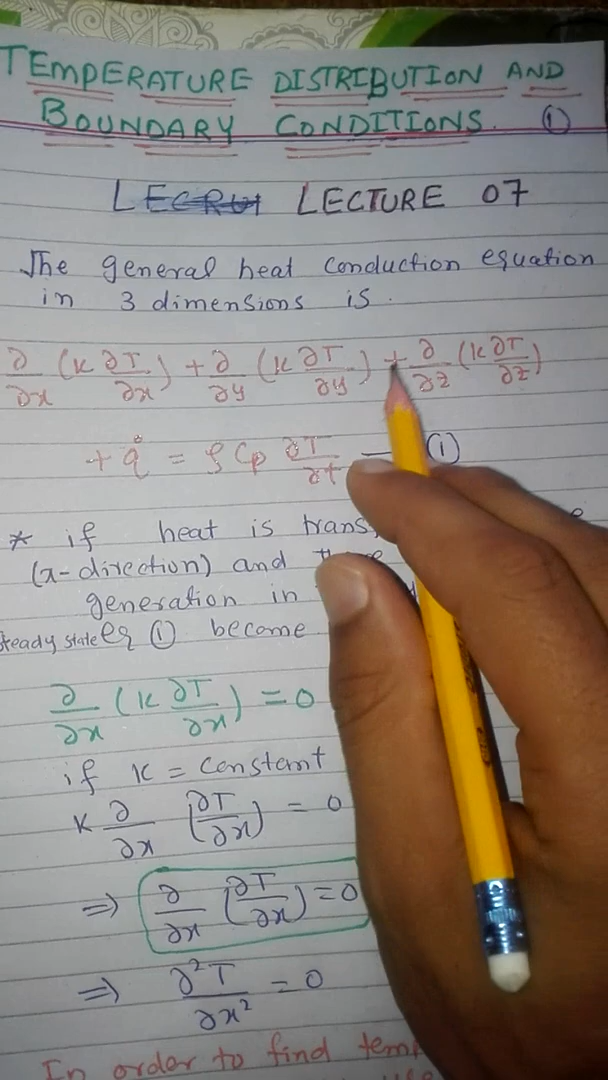 TEMPERATURE DISTRIBUTION AND
BOUNDARY CONDITIONS. ①
LECTURE 07
The general heat conduction equation
in 3 dimensions is.
∂/∂x (K ∂T/∂x) + ∂/∂y (K ∂T/∂y) + ∂/∂z (K ∂T/∂z)
+ q̊ = ρ Cp ∂T/∂t — ①
* if heat is trans
(x-direction) and
generation in
steady state eq ① become
∂/∂x (K ∂T/∂x) = 0
if K = constant
K ∂/∂x (∂T/∂x) = 0
⇒ ∂/∂x (∂T/∂x) = 0
⇒ ∂²T/∂x² = 0
In order to find temp